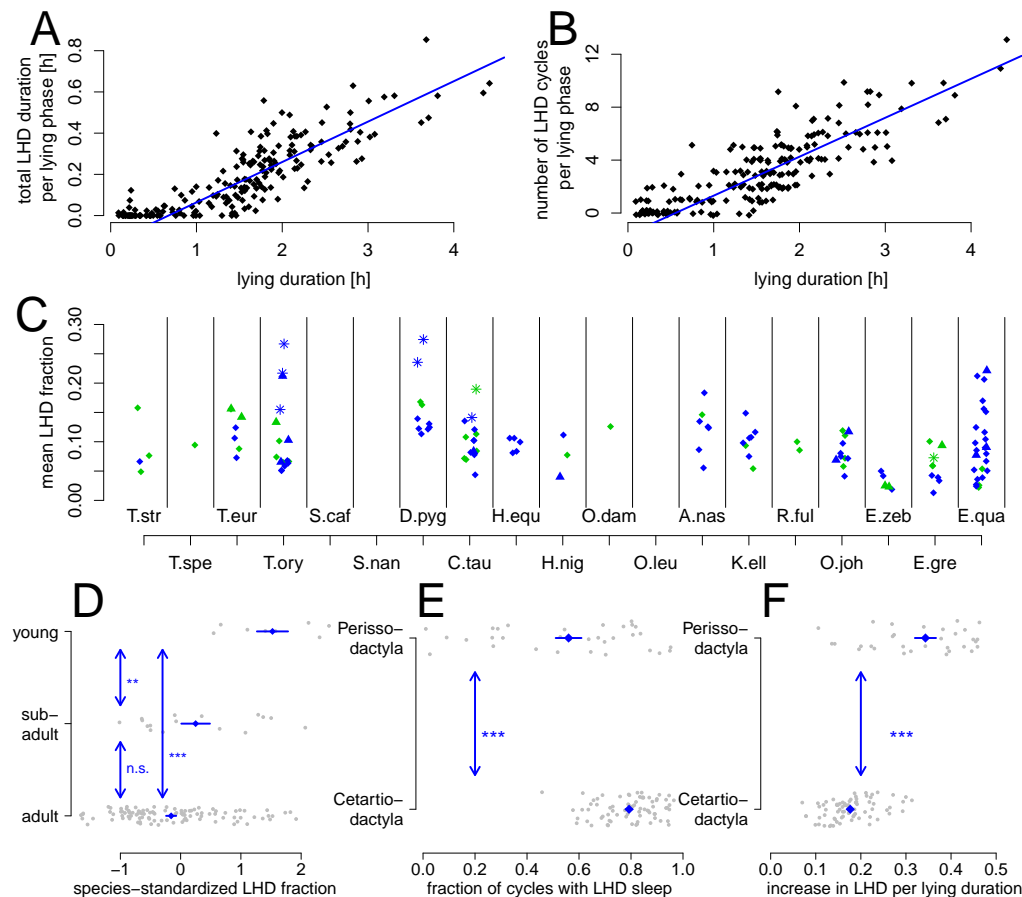 A
total LHD duration
per lying phase [h]
0.0
0.2
0.4
0.6
0.8
0
1
2
3
4
lying duration [h]
B
number of LHD cycles
per lying phase
0
4
8
12
0
1
2
3
4
lying duration [h]
C
mean LHD fraction
0.00
0.10
0.20
0.30
T.str
T.eur
S.caf
D.pyg
H.equ
O.dam
A.nas
R.ful
E.zeb
E.qua
T.spe
T.ory
S.nan
C.tau
H.nig
O.leu
K.ell
O.joh
E.gre
D
young
sub–
adult
adult
**
n.s.
***
−1
0
1
2
species−standardized LHD fraction
E
Perisso−
dactyla
Cetartio−
dactyla
***
0.0
0.2
0.4
0.6
0.8
1.0
fraction of cycles with LHD sleep
F
Perisso−
dactyla
Cetartio−
dactyla
***
0.0
0.1
0.2
0.3
0.4
0.5
increase in LHD per lying duration